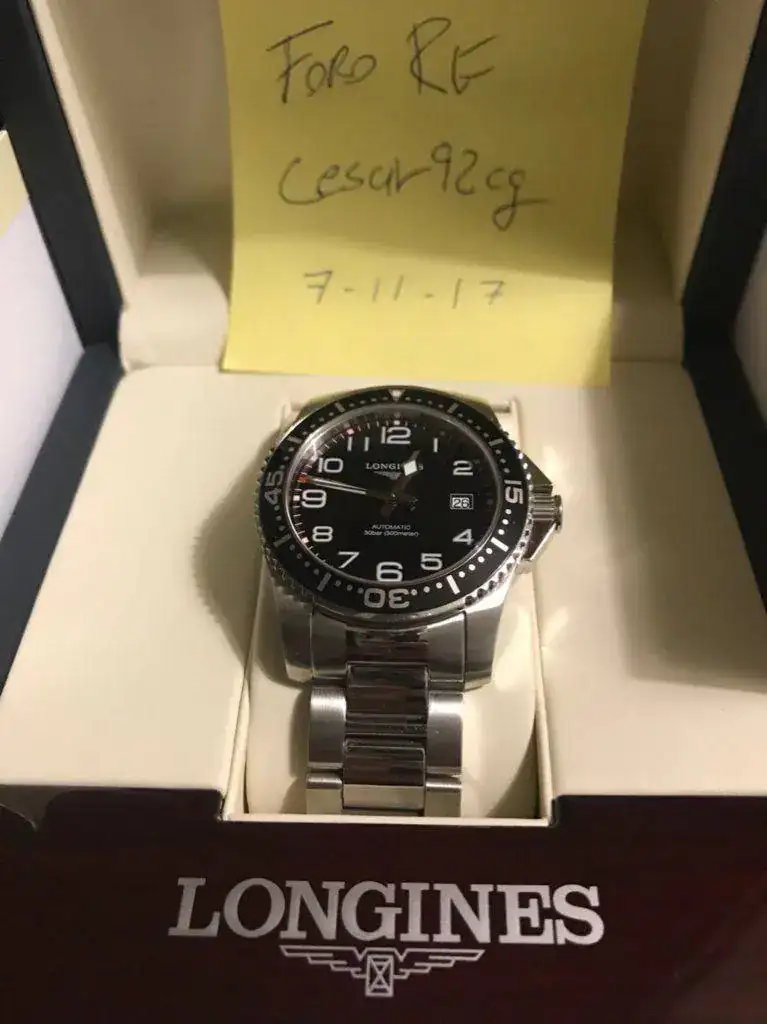 Foro RE
cesar92cg
7-11-17
12
11 1
10 2
LONGINES
9 26
AUTOMATIC
30bar (300meter)
8 4
7 5
6
45 15
30
LONGINES